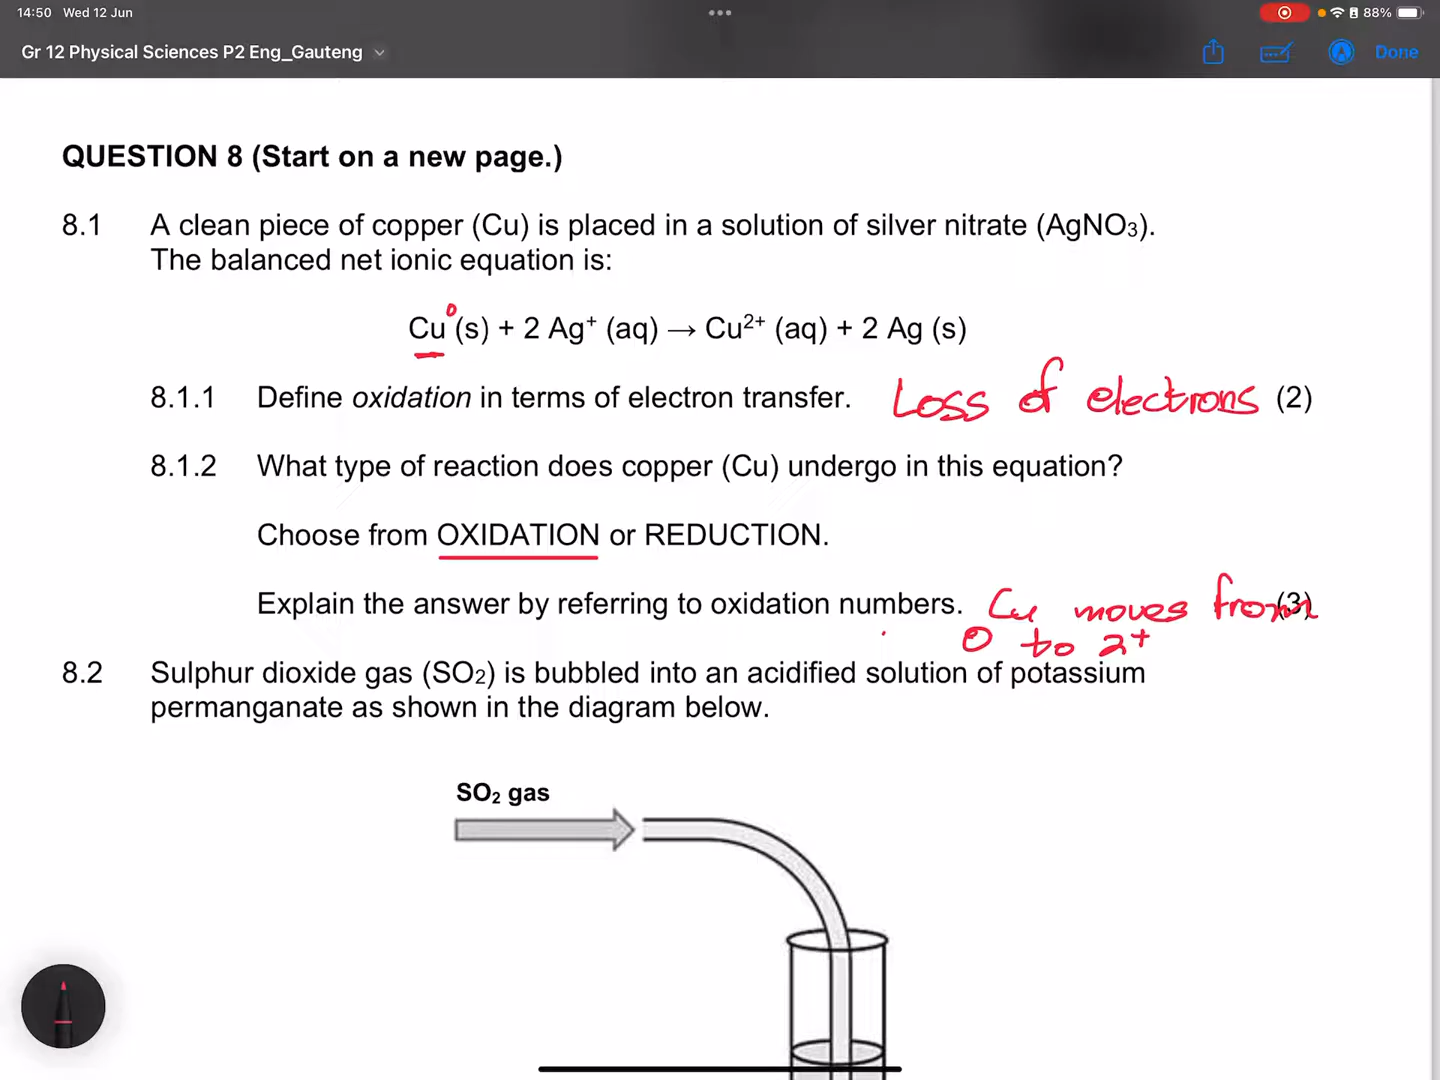 14:50 Wed 12 Jun
88%
Gr 12 Physical Sciences P2 Eng_Gauteng
Done
QUESTION 8 (Start on a new page.)
8.1 A clean piece of copper (Cu) is placed in a solution of silver nitrate (AgNO₃).
The balanced net ionic equation is:
Cu⁰(s) + 2 Ag⁺ (aq) → Cu²⁺ (aq) + 2 Ag (s)
8.1.1 Define oxidation in terms of electron transfer. Loss of electrons (2)
8.1.2 What type of reaction does copper (Cu) undergo in this equation?
Choose from OXIDATION or REDUCTION.
Explain the answer by referring to oxidation numbers. Cu moves from (3)
0 to 2+
8.2 Sulphur dioxide gas (SO₂) is bubbled into an acidified solution of potassium
permanganate as shown in the diagram below.
SO₂ gas